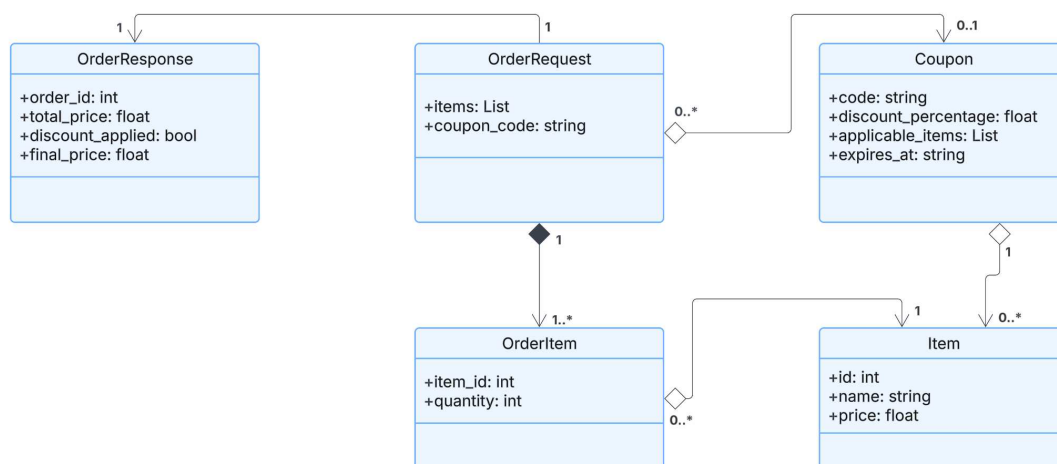 1
1
0..1
OrderResponse
+order_id: int
+total_price: float
+discount_applied: bool
+final_price: float
OrderRequest
+items: List
+coupon_code: string
0..*
Coupon
+code: string
+discount_percentage: float
+applicable_items: List
+expires_at: string
1
1
1..*
1
0..*
OrderItem
+item_id: int
+quantity: int
0..*
Item
+id: int
+name: string
+price: float